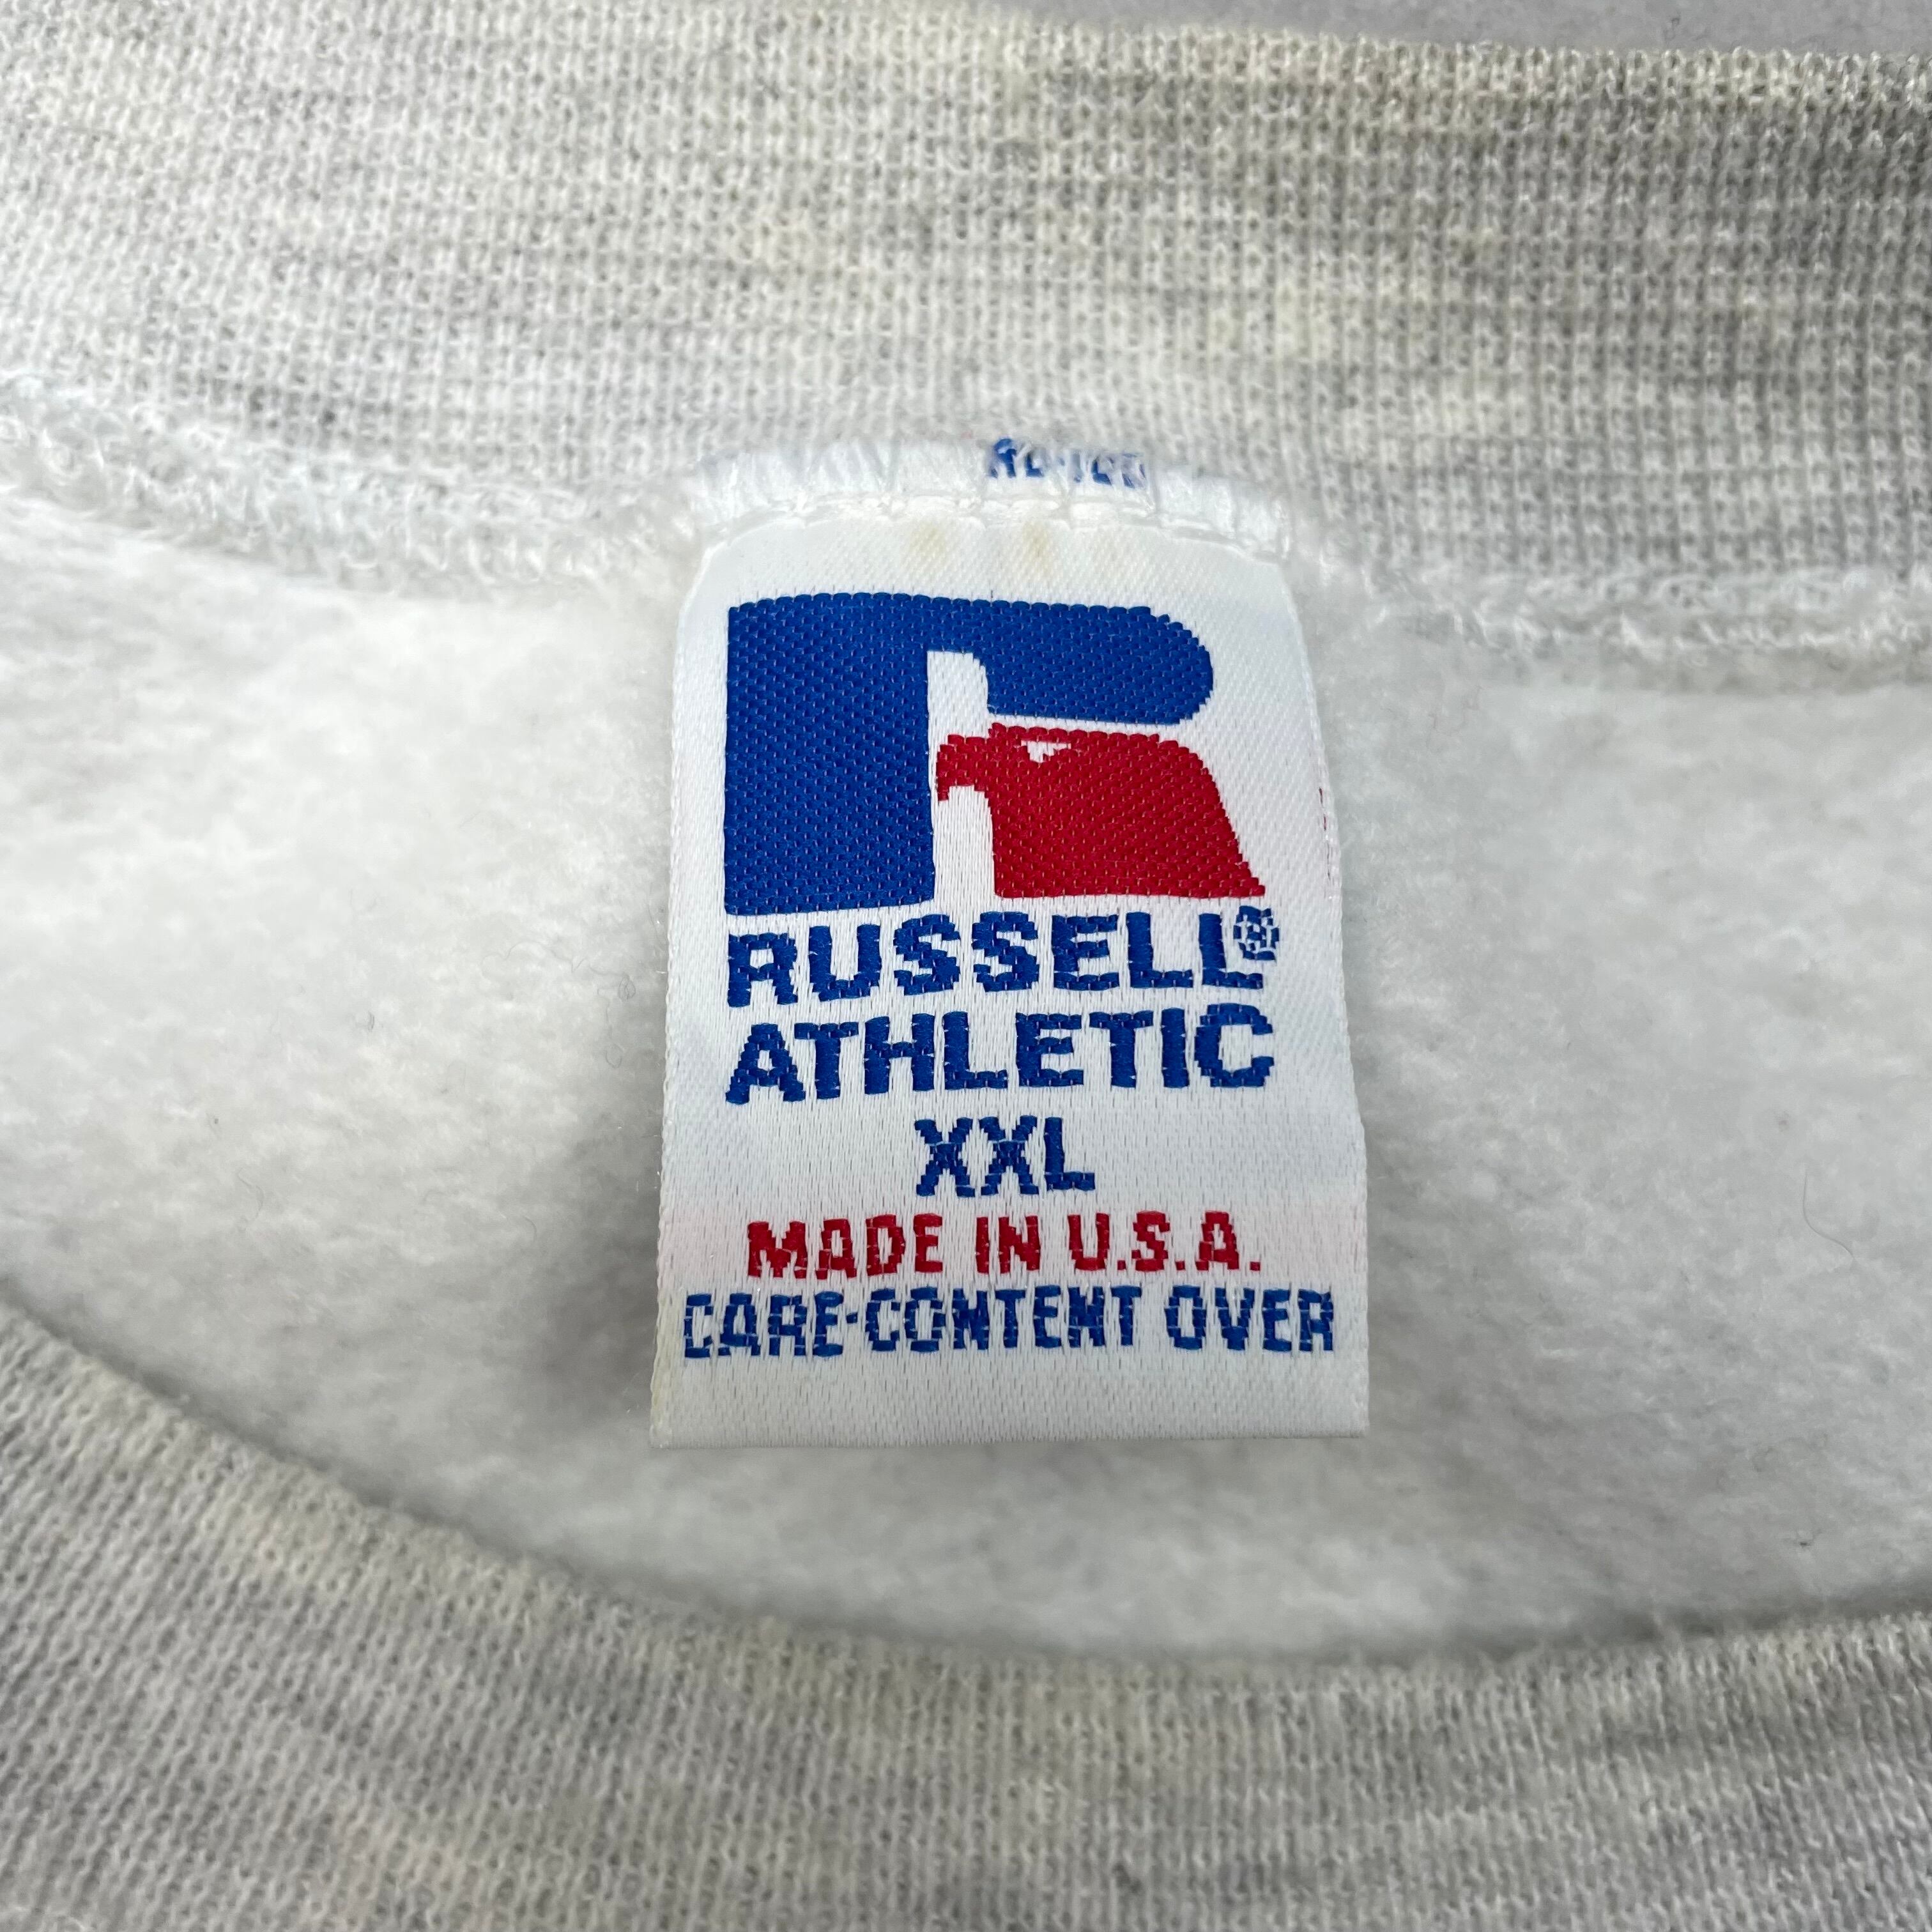 RUSSELL®
ATHLETIC
XXL
MADE IN U.S.A.
CARE-CONTENT OVER